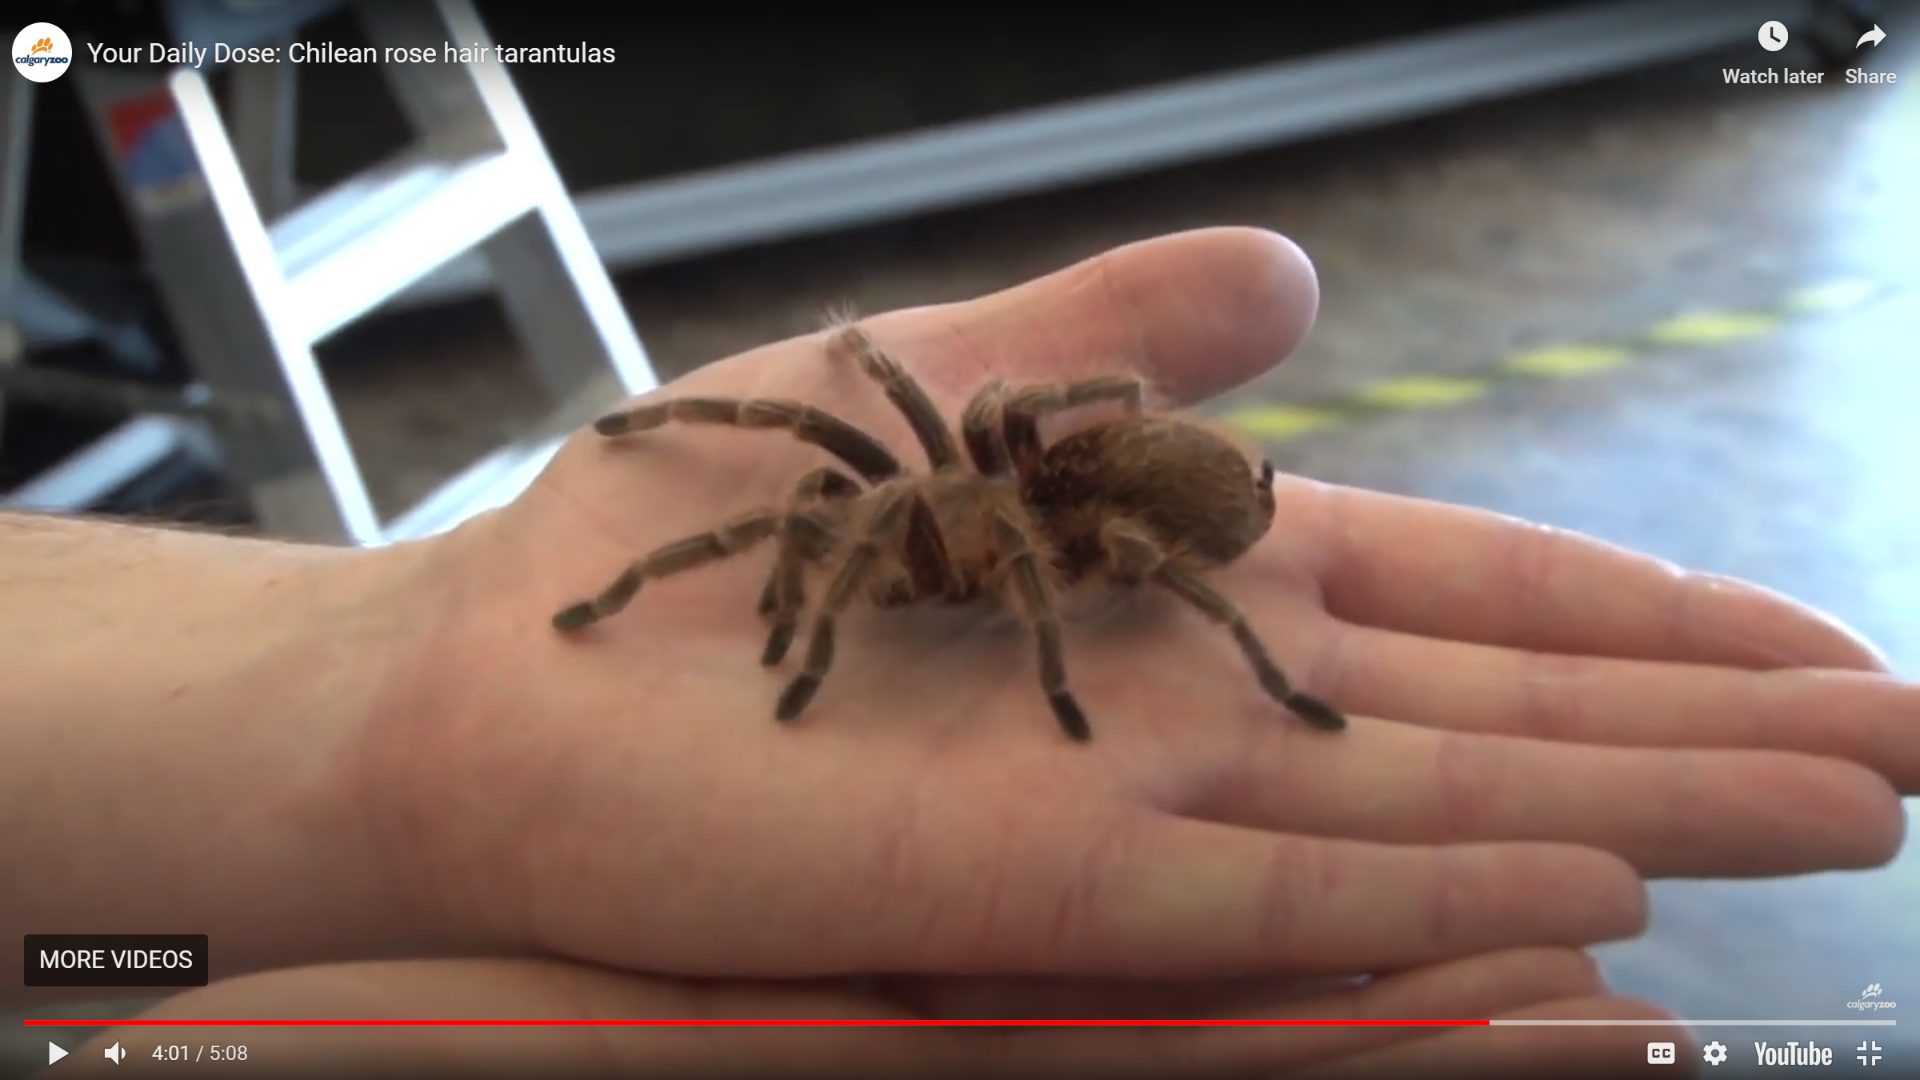 calgaryzoo
Your Daily Dose: Chilean rose hair tarantulas
Watch later
Share
MORE VIDEOS
calgaryzoo
4:01 / 5:08
CC
YouTube